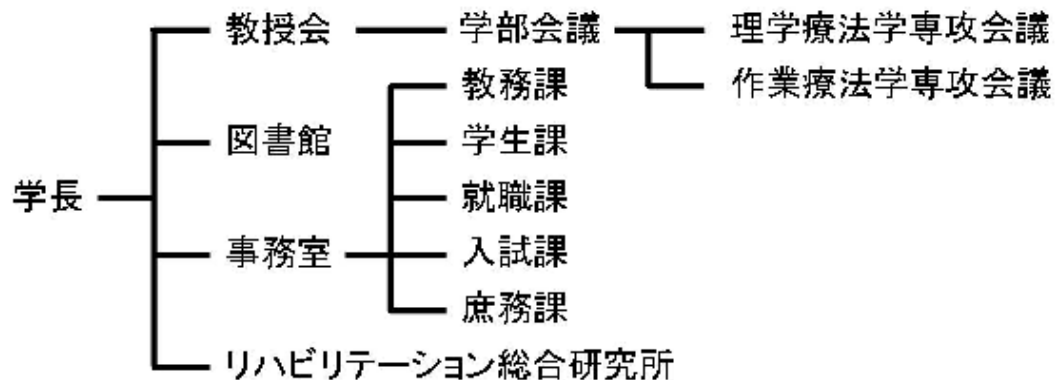 教授会 学部会議 理学療法学専攻会議
教務課 作業療法学専攻会議
図書館 学生課
学長 就職課
事務室 入試課
庶務課
リハビリテーション総合研究所